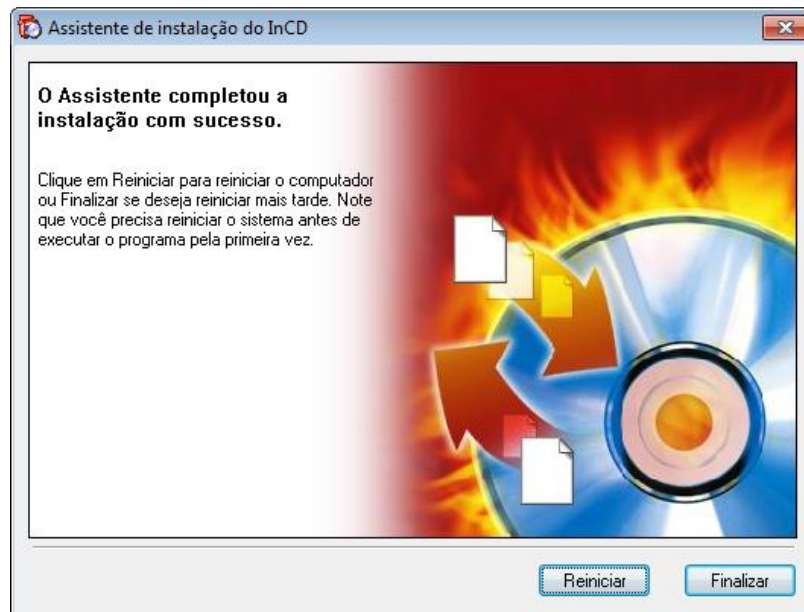 Assistente de instalação do InCD
O Assistente completou a
instalação com sucesso.
Clique em Reiniciar para reiniciar o computador
ou Finalizar se deseja reiniciar mais tarde. Note
que você precisa reiniciar o sistema antes de
executar o programa pela primeira vez.
Reiniciar
Finalizar